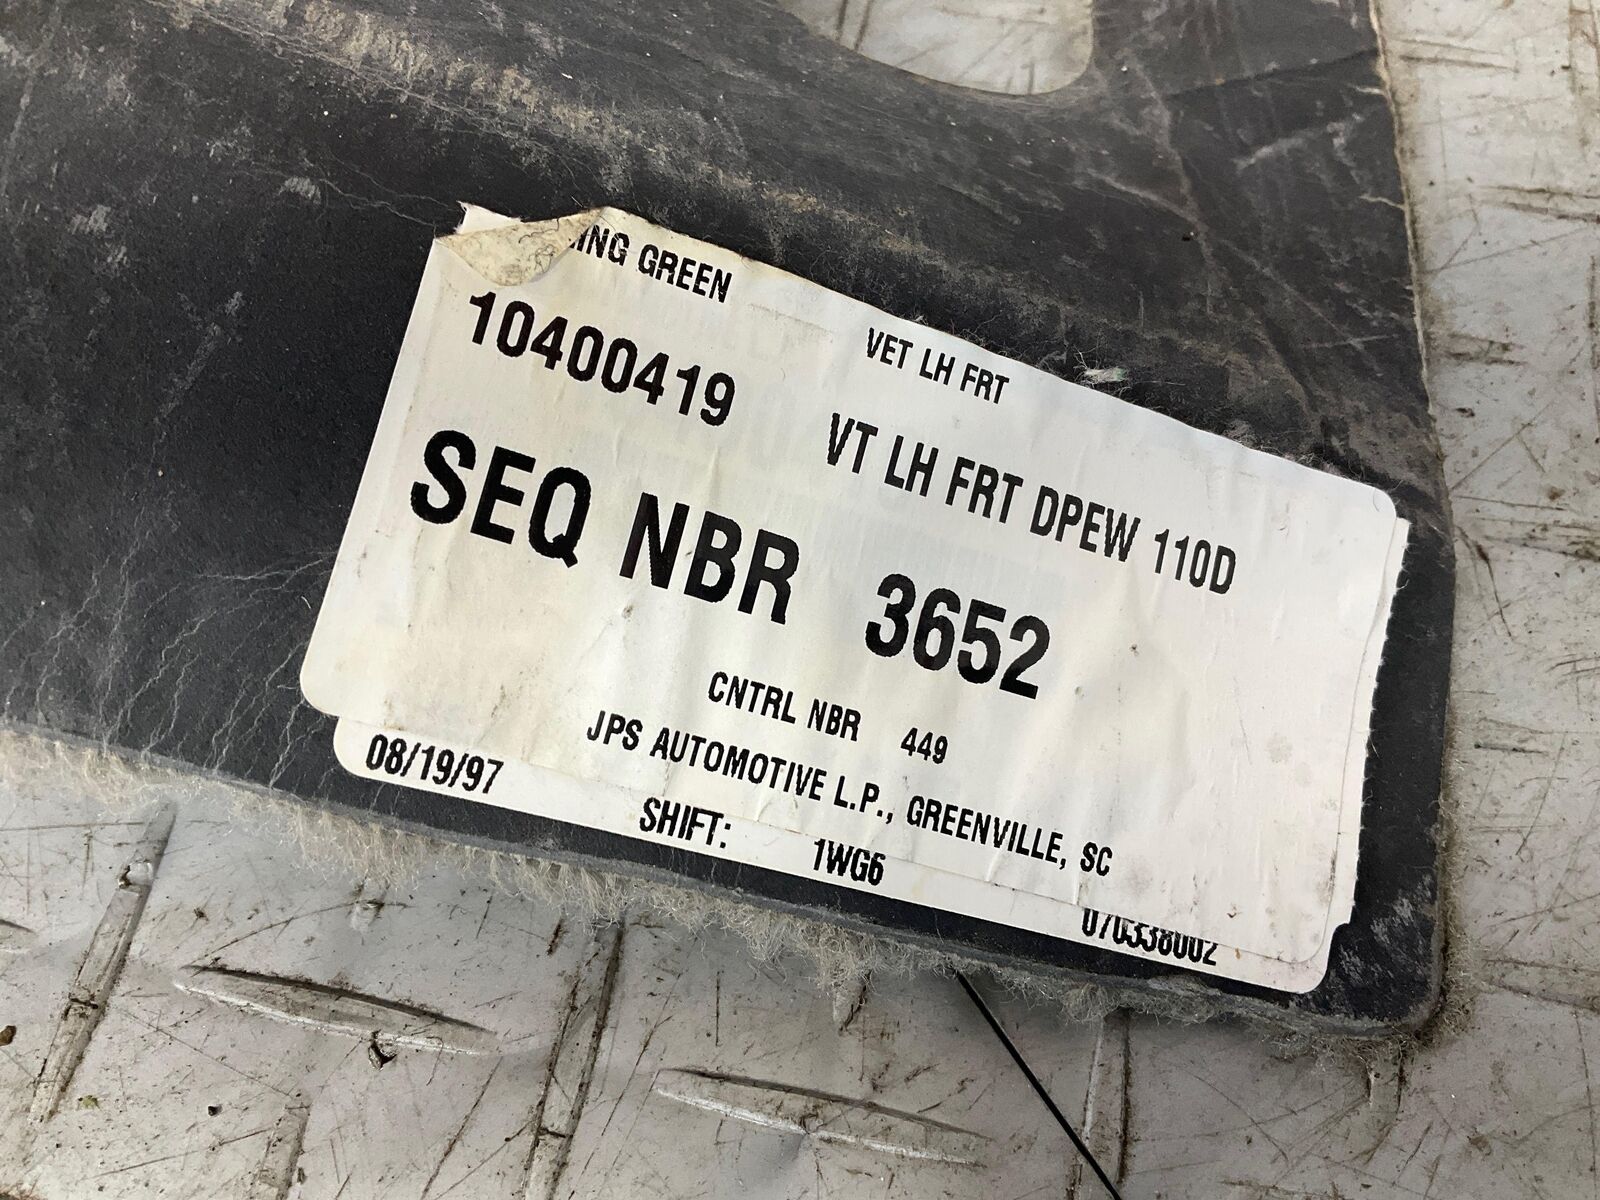 GREEN
VET LH FRT
10400419
VT LH FRT DPEW 110D
SEQ NBR 3652
CNTRL NBR 449
JPS AUTOMOTIVE L.P., GREENVILLE, SC
08/19/97
SHIFT: 1WG6
070338002